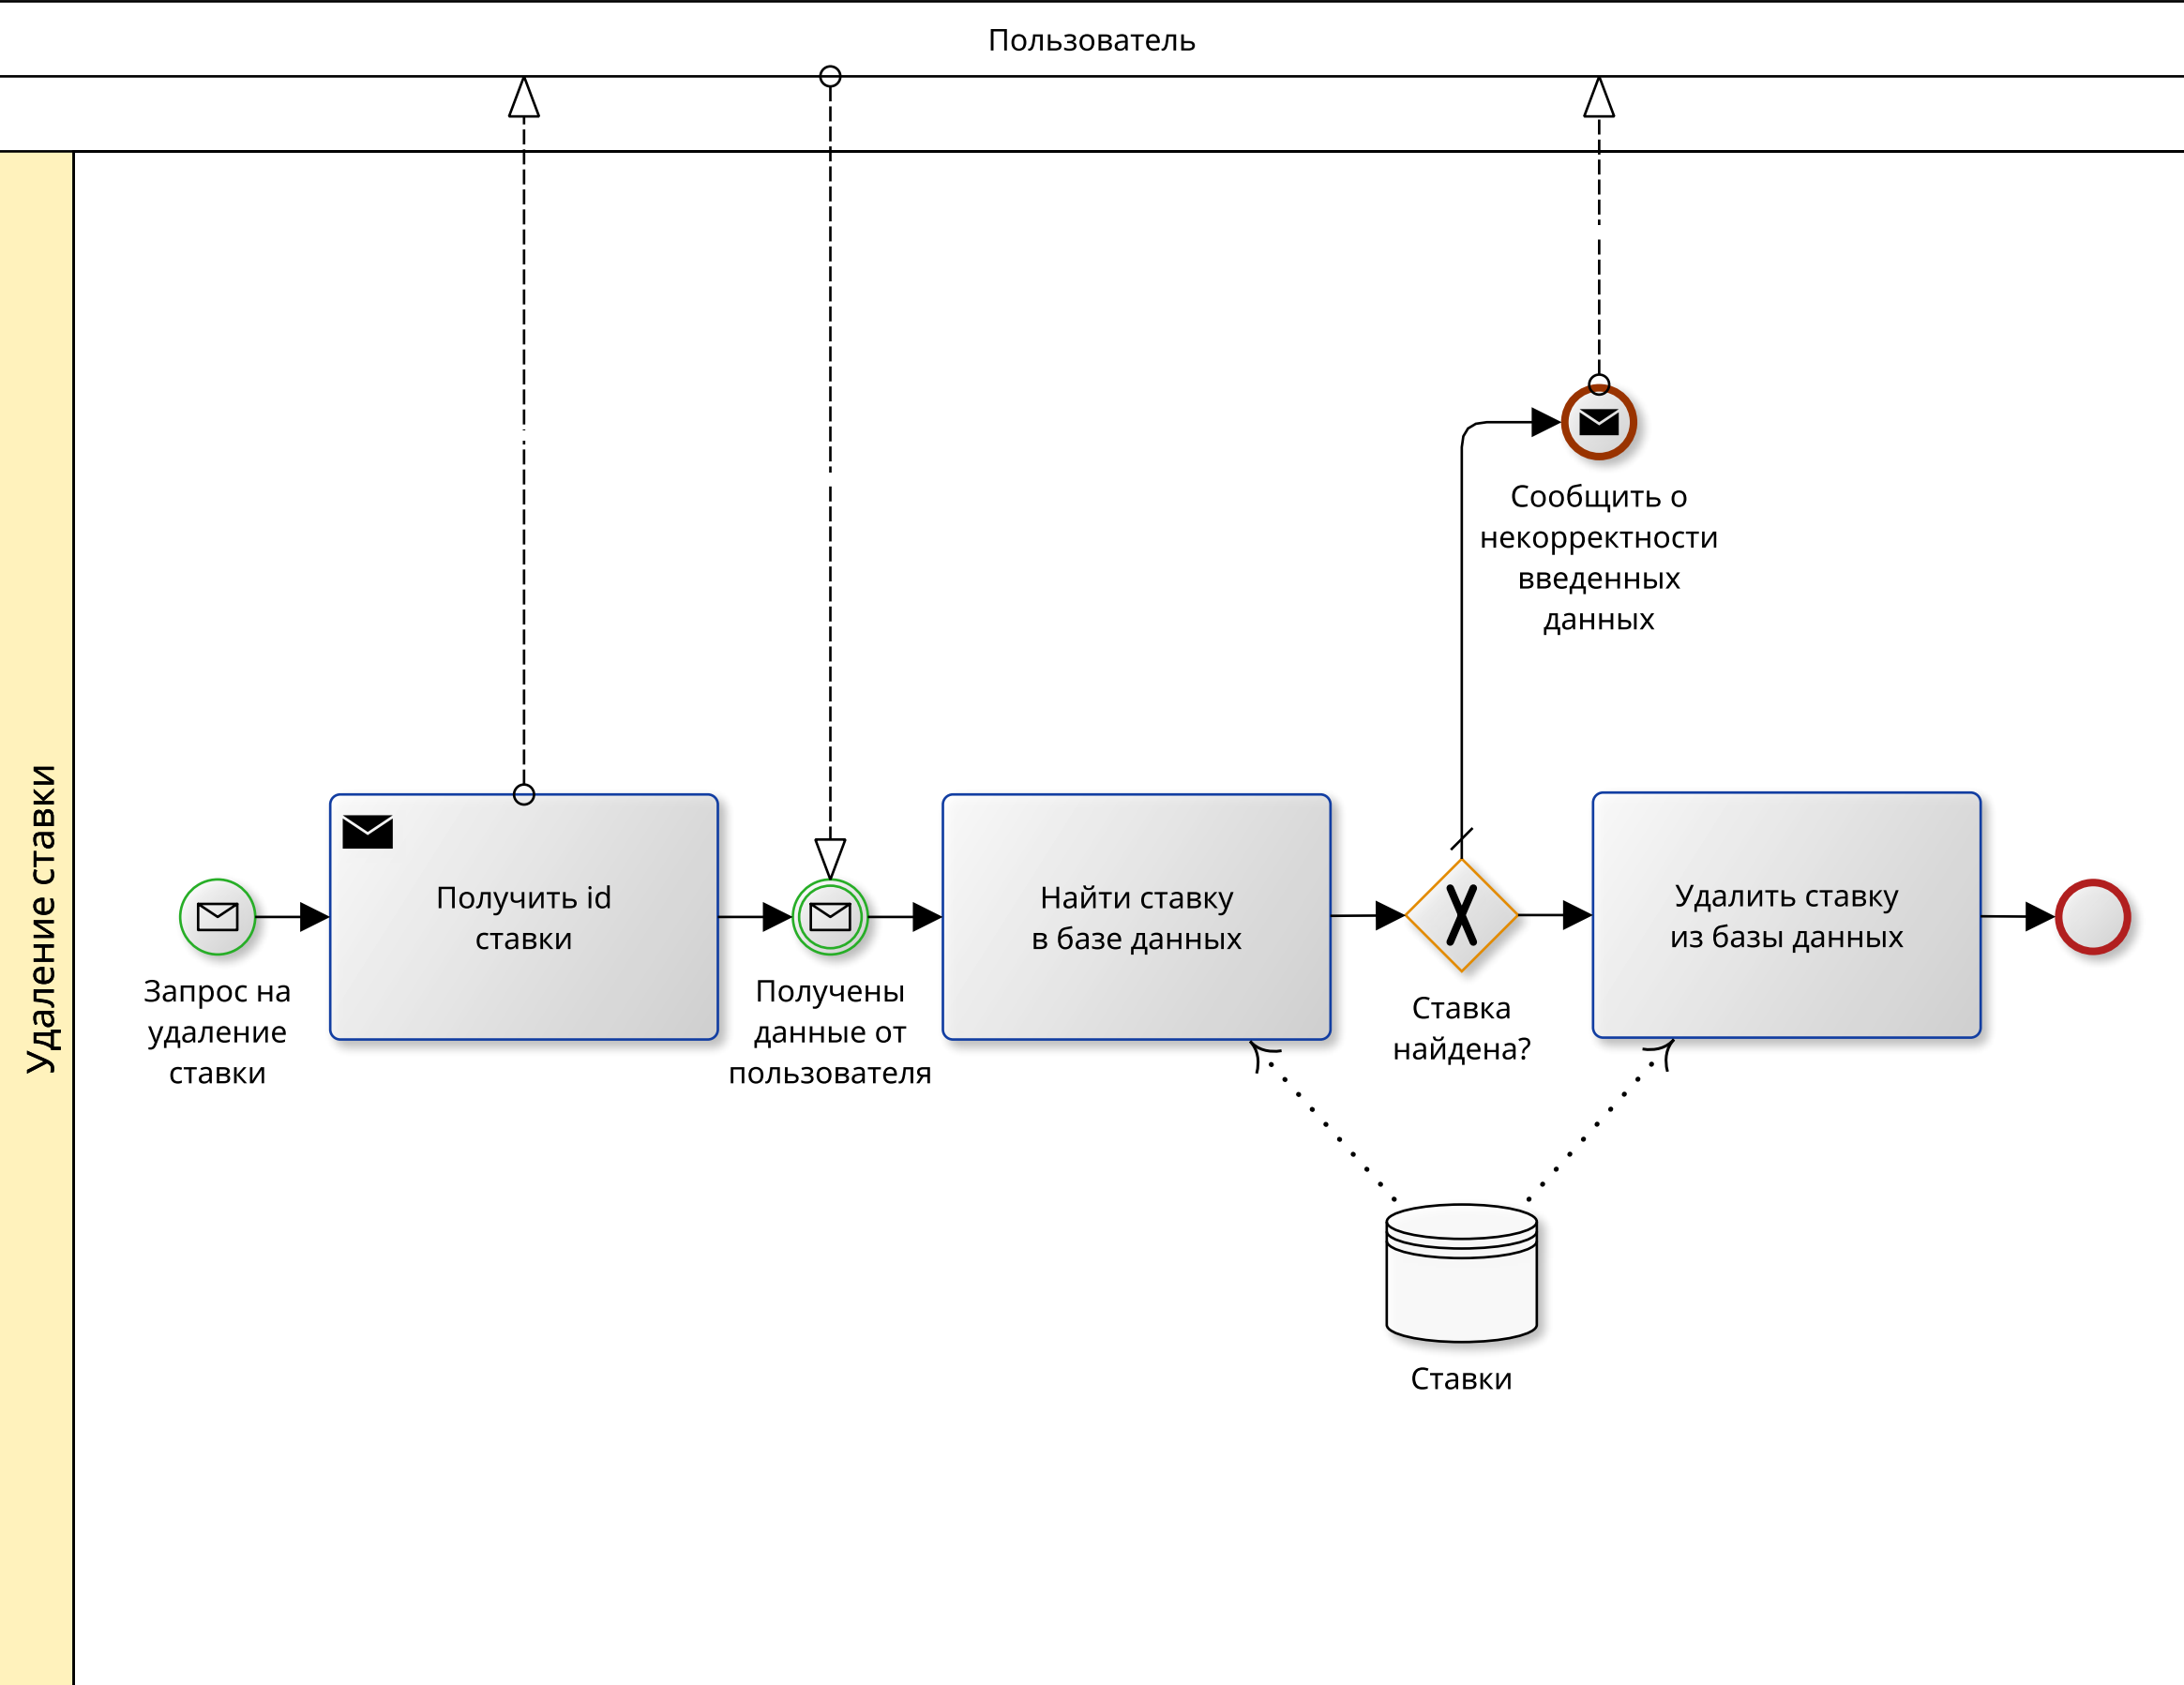 Пользователь
Удаление ставки
Запрос на
удаление
ставки
Получить id
ставки
Получены
данные от
пользователя
Найти ставку
в базе данных
Ставка
найдена?
Сообщить о
некорректности
введенных
данных
Удалить ставку
из базы данных
Ставки